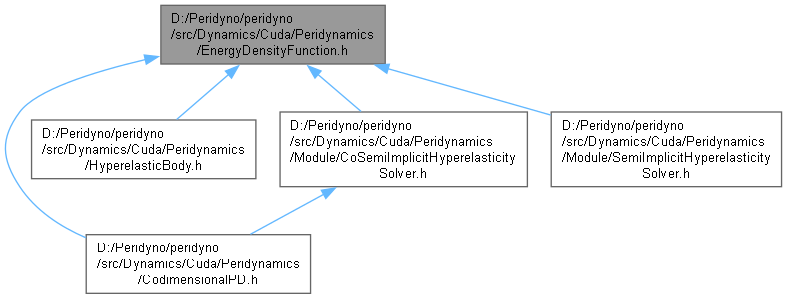 D:/Peridyno/peridyno
/src/Dynamics/Cuda/Peridynamics
/EnergyDensityFunction.h
D:/Peridyno/peridyno
/src/Dynamics/Cuda/Peridynamics
/HyperelasticBody.h
D:/Peridyno/peridyno
/src/Dynamics/Cuda/Peridynamics
/Module/CoSemiImplicitHyperelasticity
Solver.h
D:/Peridyno/peridyno
/src/Dynamics/Cuda/Peridynamics
/Module/SemiImplicitHyperelasticity
Solver.h
D:/Peridyno/peridyno
/src/Dynamics/Cuda/Peridynamics
/CodimensionalPD.h